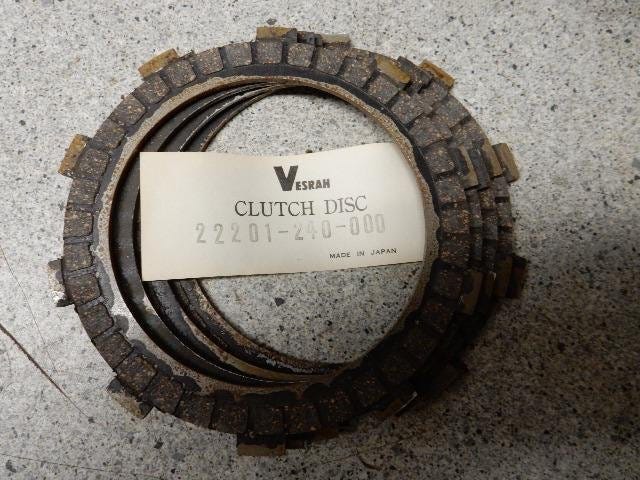 VESRAH
CLUTCH DISC
22201-240-000
MADE IN JAPAN